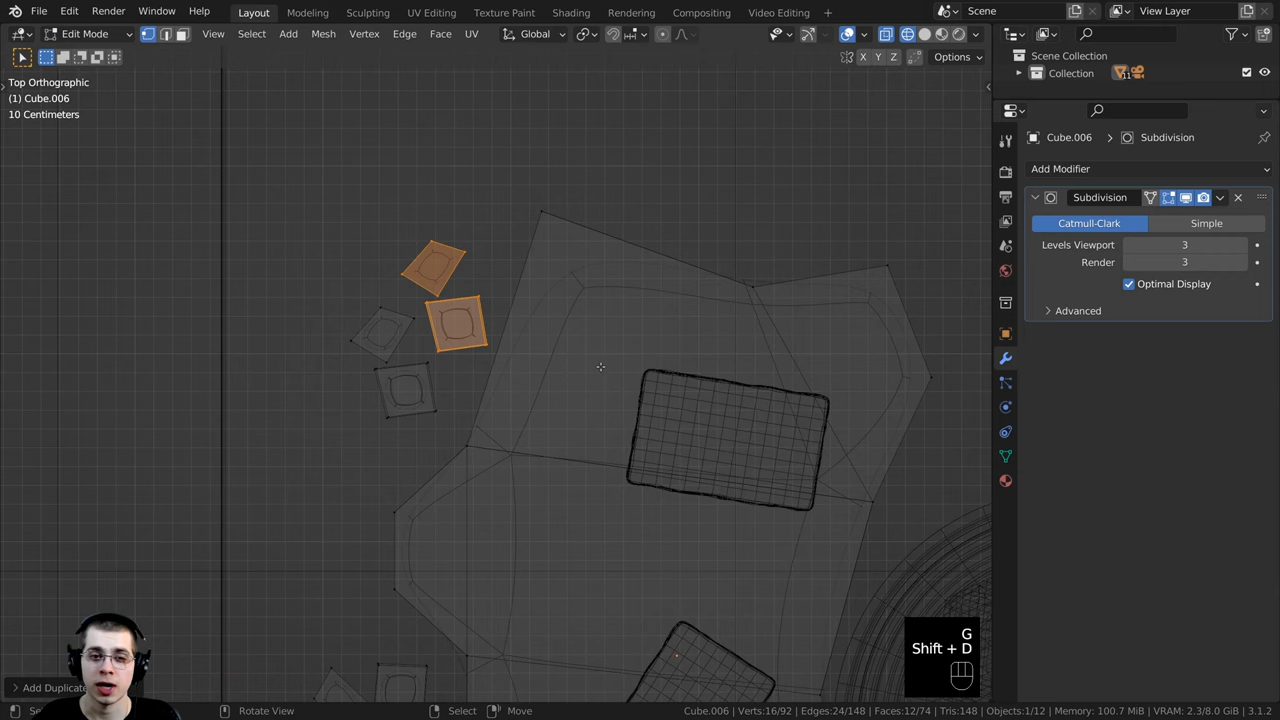 File Edit Render Window Help Layout Modeling Sculpting UV Editing Texture Paint Shading Rendering Compositing Video Editing + Scene View Layer
Edit Mode View Select Add Mesh Vertex Edge Face UV Global
X Y Z Options
Scene Collection
Collection 11
Top Orthographic
(1) Cube.006
10 Centimeters
Cube.006 > Subdivision
Add Modifier
Subdivision
Catmull-Clark Simple
Levels Viewport 3
Render 3
Optimal Display
Advanced
G
Shift + D
Add Duplicate
Rotate View Select Move Cube.006 | Verts:16/92 | Edges:24/148 | Faces:12/74 | Tris:148 | Objects:1/12 | Memory: 100.7 MiB | VRAM: 2.3/8.0 GiB | 3.1.2